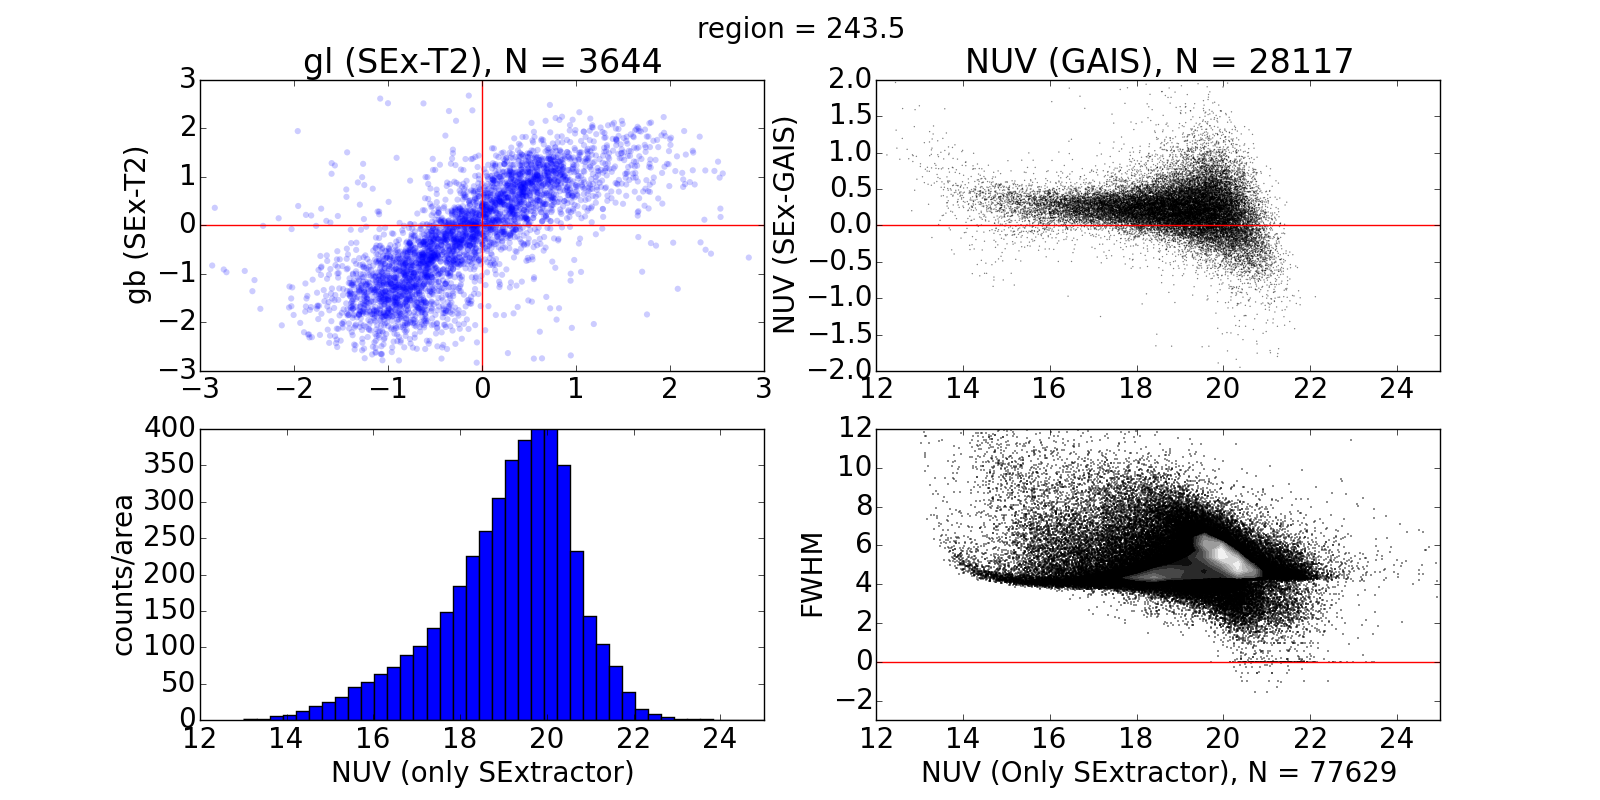 region = 243.5
gl (SEx-T2), N = 3644
3
2
1
0
−1
−2
−3
gb (SEx-T2)
−3 −2 −1 0 1 2 3
NUV (GAIS), N = 28117
2.0
1.5
1.0
0.5
0.0
−0.5
−1.0
−1.5
−2.0
NUV (SEx-GAIS)
12 14 16 18 20 22 24
400
350
300
250
200
150
100
50
0
counts/area
12 14 16 18 20 22 24
NUV (only SExtractor)
12
10
8
6
4
2
0
−2
FWHM
12 14 16 18 20 22 24
NUV (Only SExtractor), N = 77629